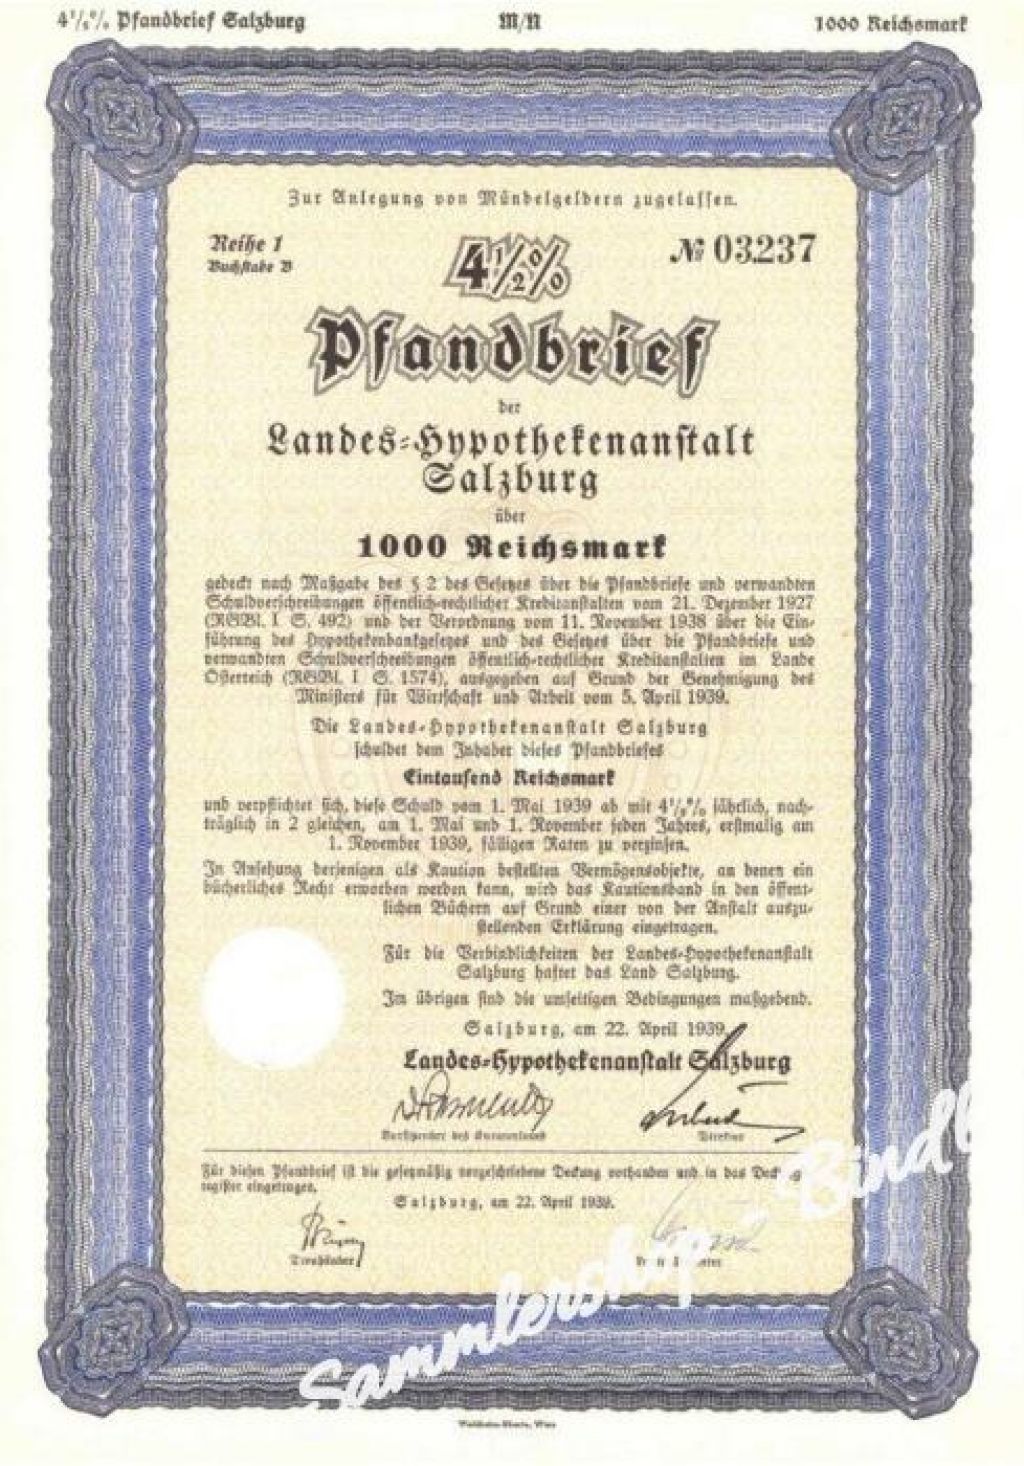 4½% Pfandbrief Salzburg M/N 1000 Reichsmark
Zur Anlegung von Mündelgeldern zugelassen.
Reihe 1
Buchstabe B
№ 03237
4½%
Pfandbrief
der
Landes-Hypothekenanstalt
Salzburg
über
1000 Reichsmark
gedeckt nach Maßgabe des § 2 des Gesetzes über die Pfandbriefe und verwandten
Schuldverschreibungen öffentlich-rechtlicher Kreditanstalten vom 21. Dezember 1927
(RGBl. I S. 492) und der Verordnung vom 11. November 1938 über die Ein-
führung des Hypothekenbankgesetzes und des Gesetzes über die Pfandbriefe und
verwandten Schuldverschreibungen öffentlich-rechtlicher Kreditanstalten im Lande
Österreich (RGBl. I S. 1574), ausgegeben auf Grund der Genehmigung des
Ministers für Wirtschaft und Arbeit vom 5. April 1939.
Die Landes-Hypothekenanstalt Salzburg
schuldet dem Inhaber dieses Pfandbriefes
Eintausend Reichsmark
und verpflichtet sich, diese Schuld vom 1. Mai 1939 ab mit 4½% jährlich, nach-
träglich in 2 gleichen, am 1. Mai und 1. November jeden Jahres, erstmalig am
1. November 1939, fälligen Raten zu verzinsen.
In Ansehung derjenigen als Kaution bestellten Vermögensobjekte, an denen ein
bücherliches Recht erworben werden kann, wird das Kautionsband in den öffent-
lichen Büchern auf Grund einer von der Anstalt auszu-
stellenden Erklärung eingetragen.
Für die Verbindlichkeiten der Landes-Hypothekenanstalt
Salzburg haftet das Land Salzburg.
Im übrigen sind die umseitigen Bedingungen maßgebend.
Salzburg, am 22. April 1939.
Landes-Hypothekenanstalt Salzburg
Vorsitzender des Kuratoriums Direktor
Für diesen Pfandbrief ist die gesetzmäßig vorgeschriebene Deckung vorhanden und in das Deckungs
register eingetragen.
Salzburg, am 22. April 1939.
Treuhänder
Sammlershop Bindl